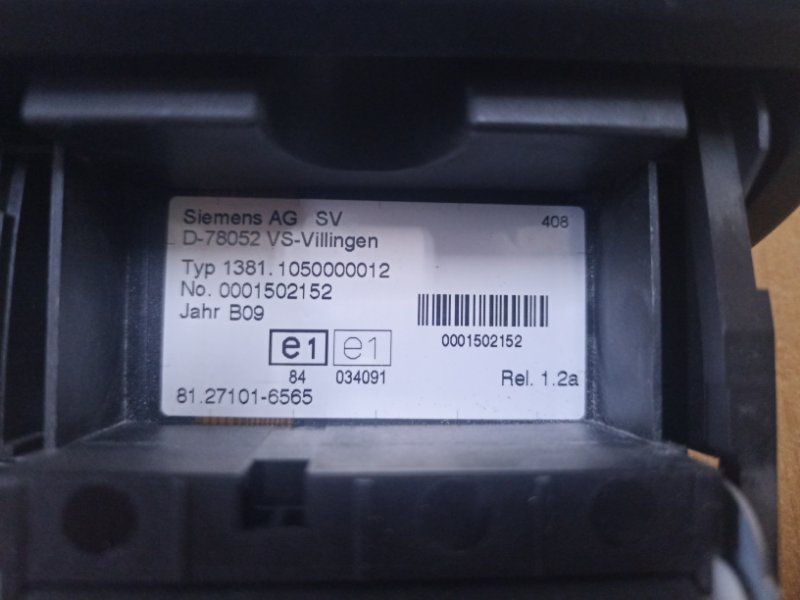 Siemens AG SV 408
D-78052 VS-Villingen
Typ 1381.1050000012
No. 0001502152
Jahr B09
e1 e1
0001502152
84 034091
Rel. 1.2a
81.27101-6565